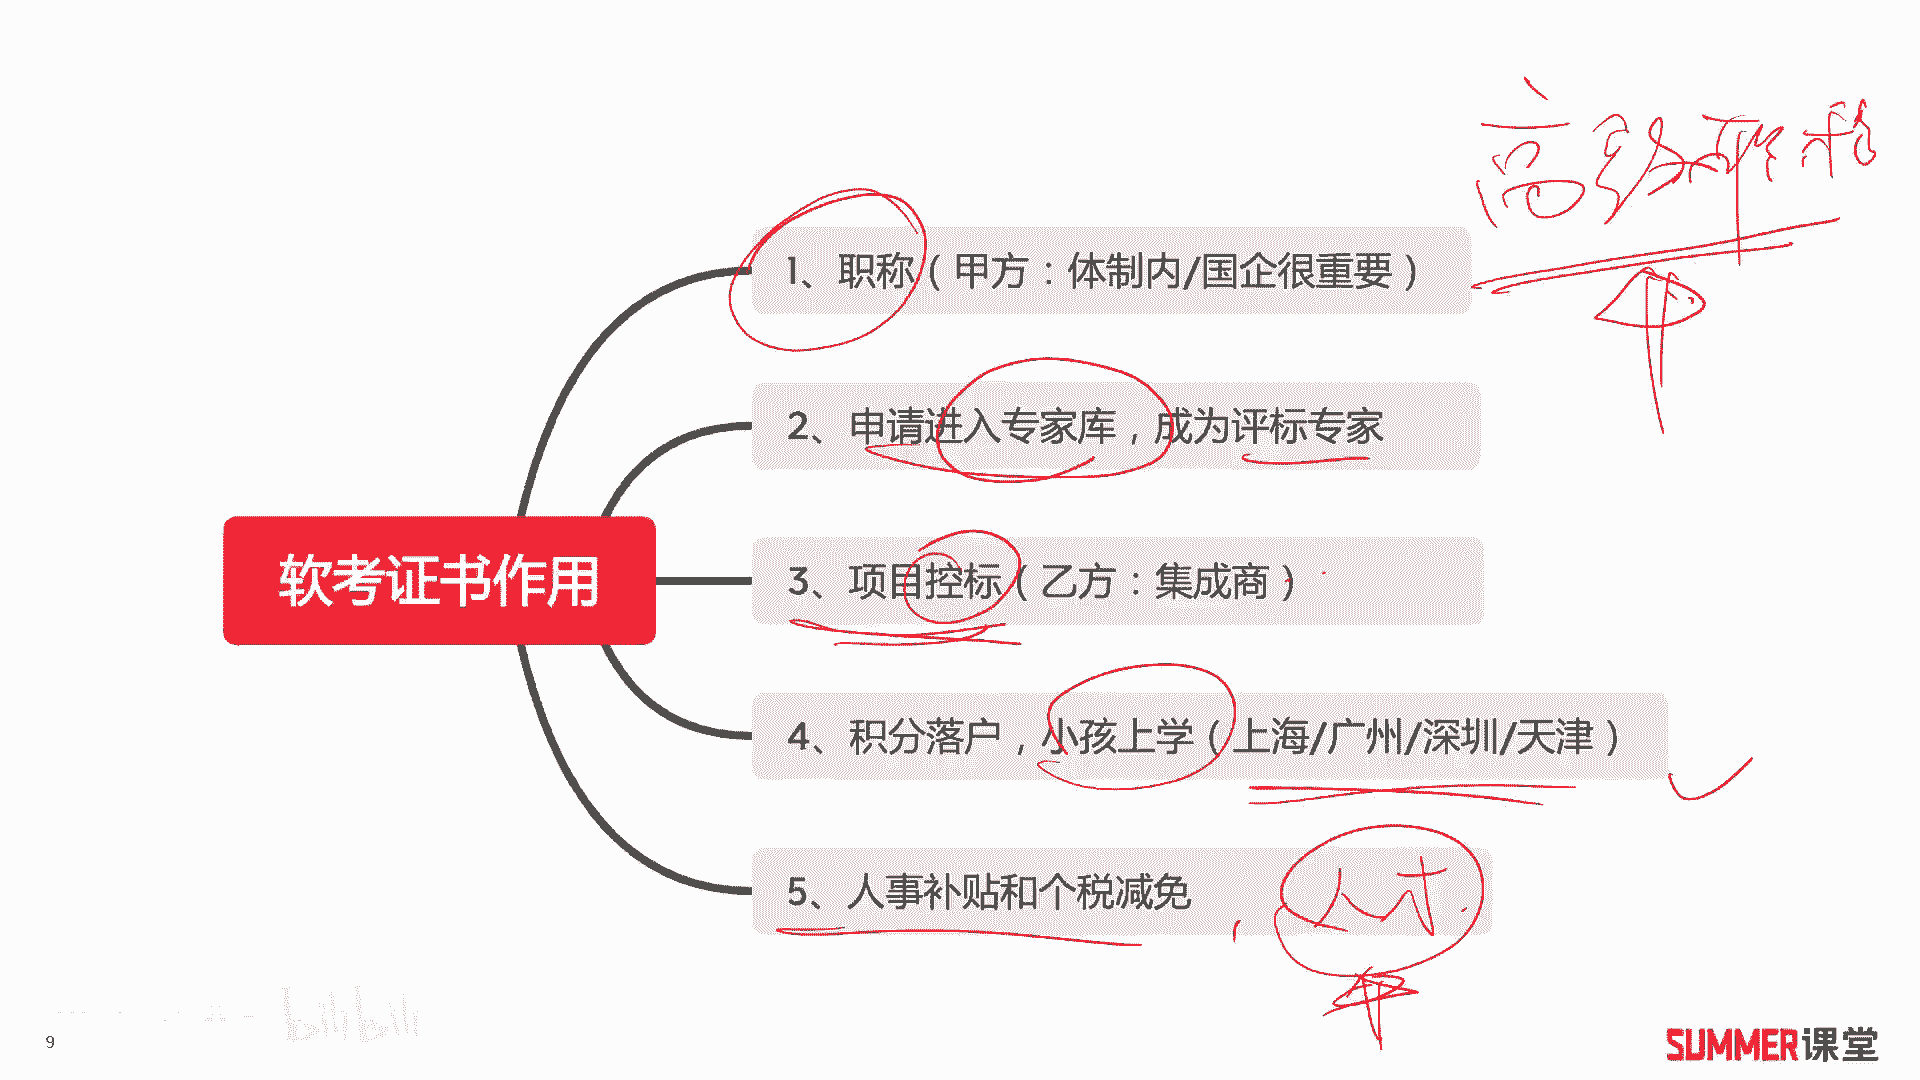 高级职称
1、职称（甲方：体制内/国企很重要）
2、申请进入专家库，成为评标专家
软考证书作用
3、项目控标（乙方：集成商）
4、积分落户，小孩上学（上海/广州/深圳/天津）
5、人事补贴和个税减免
人才
bilibili
9
SUMMER课堂